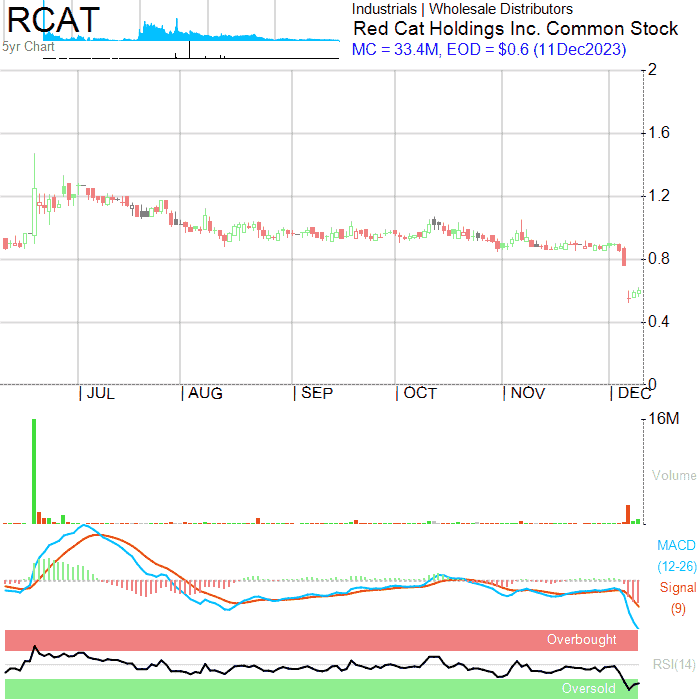 RCAT
5yr Chart
Industrials | Wholesale Distributors
Red Cat Holdings Inc. Common Stock
MC = 33.4M, EOD = $0.6 (11Dec2023)
2
1.6
1.2
0.8
0.4
0
JUL AUG SEP OCT NOV DEC
16M
Volume
MACD
(12-26)
Signal
(9)
Overbought
RSI(14)
Oversold